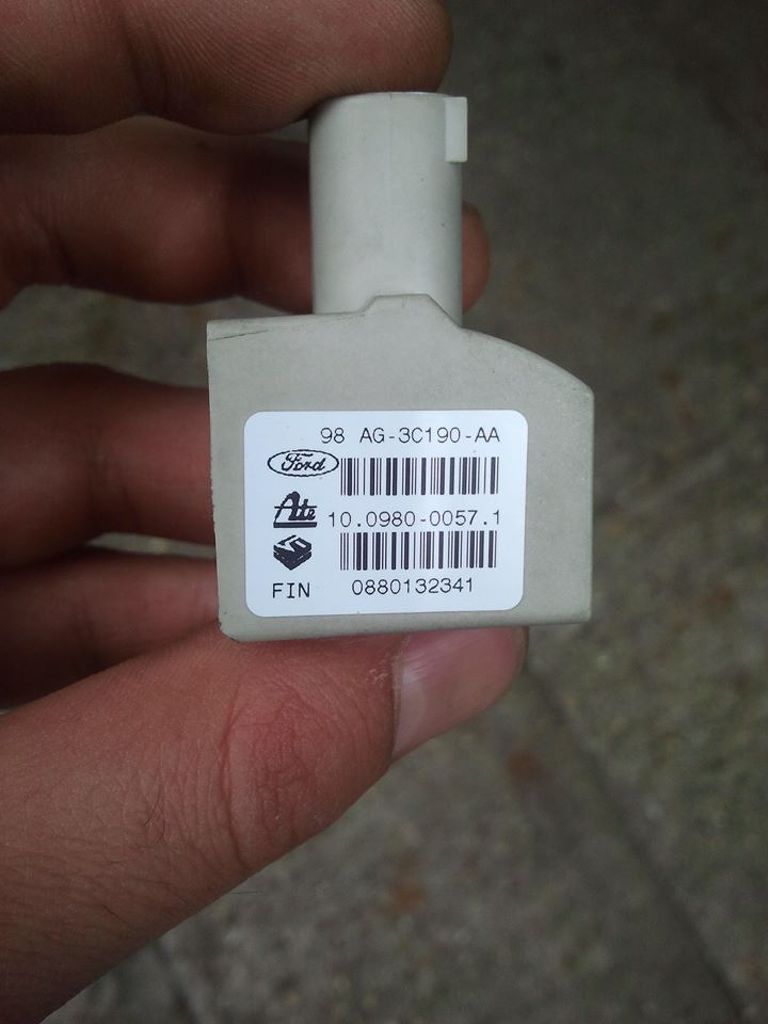 98 AG-3C190-AA
Ford
Ate
10.0980-0057.1
FIN 0880132341